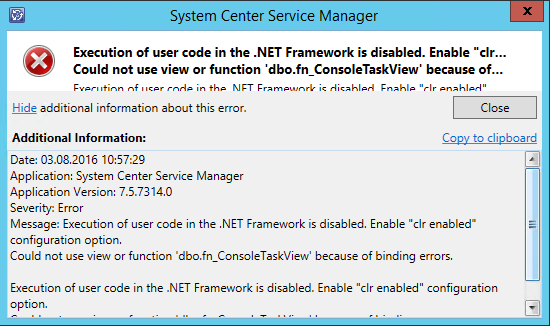 System Center Service Manager
Execution of user code in the .NET Framework is disabled. Enable "clr...
Could not use view or function 'dbo.fn_ConsoleTaskView' because of...
Execution of user code in the .NET Framework is disabled. Enable "clr enabled"
Hide additional information about this error.
Close
Additional Information:
Copy to clipboard
Date: 03.08.2016 10:57:29
Application: System Center Service Manager
Application Version: 7.5.7314.0
Severity: Error
Message: Execution of user code in the .NET Framework is disabled. Enable "clr enabled"
configuration option.
Could not use view or function 'dbo.fn_ConsoleTaskView' because of binding errors.
Execution of user code in the .NET Framework is disabled. Enable "clr enabled" configuration
option.